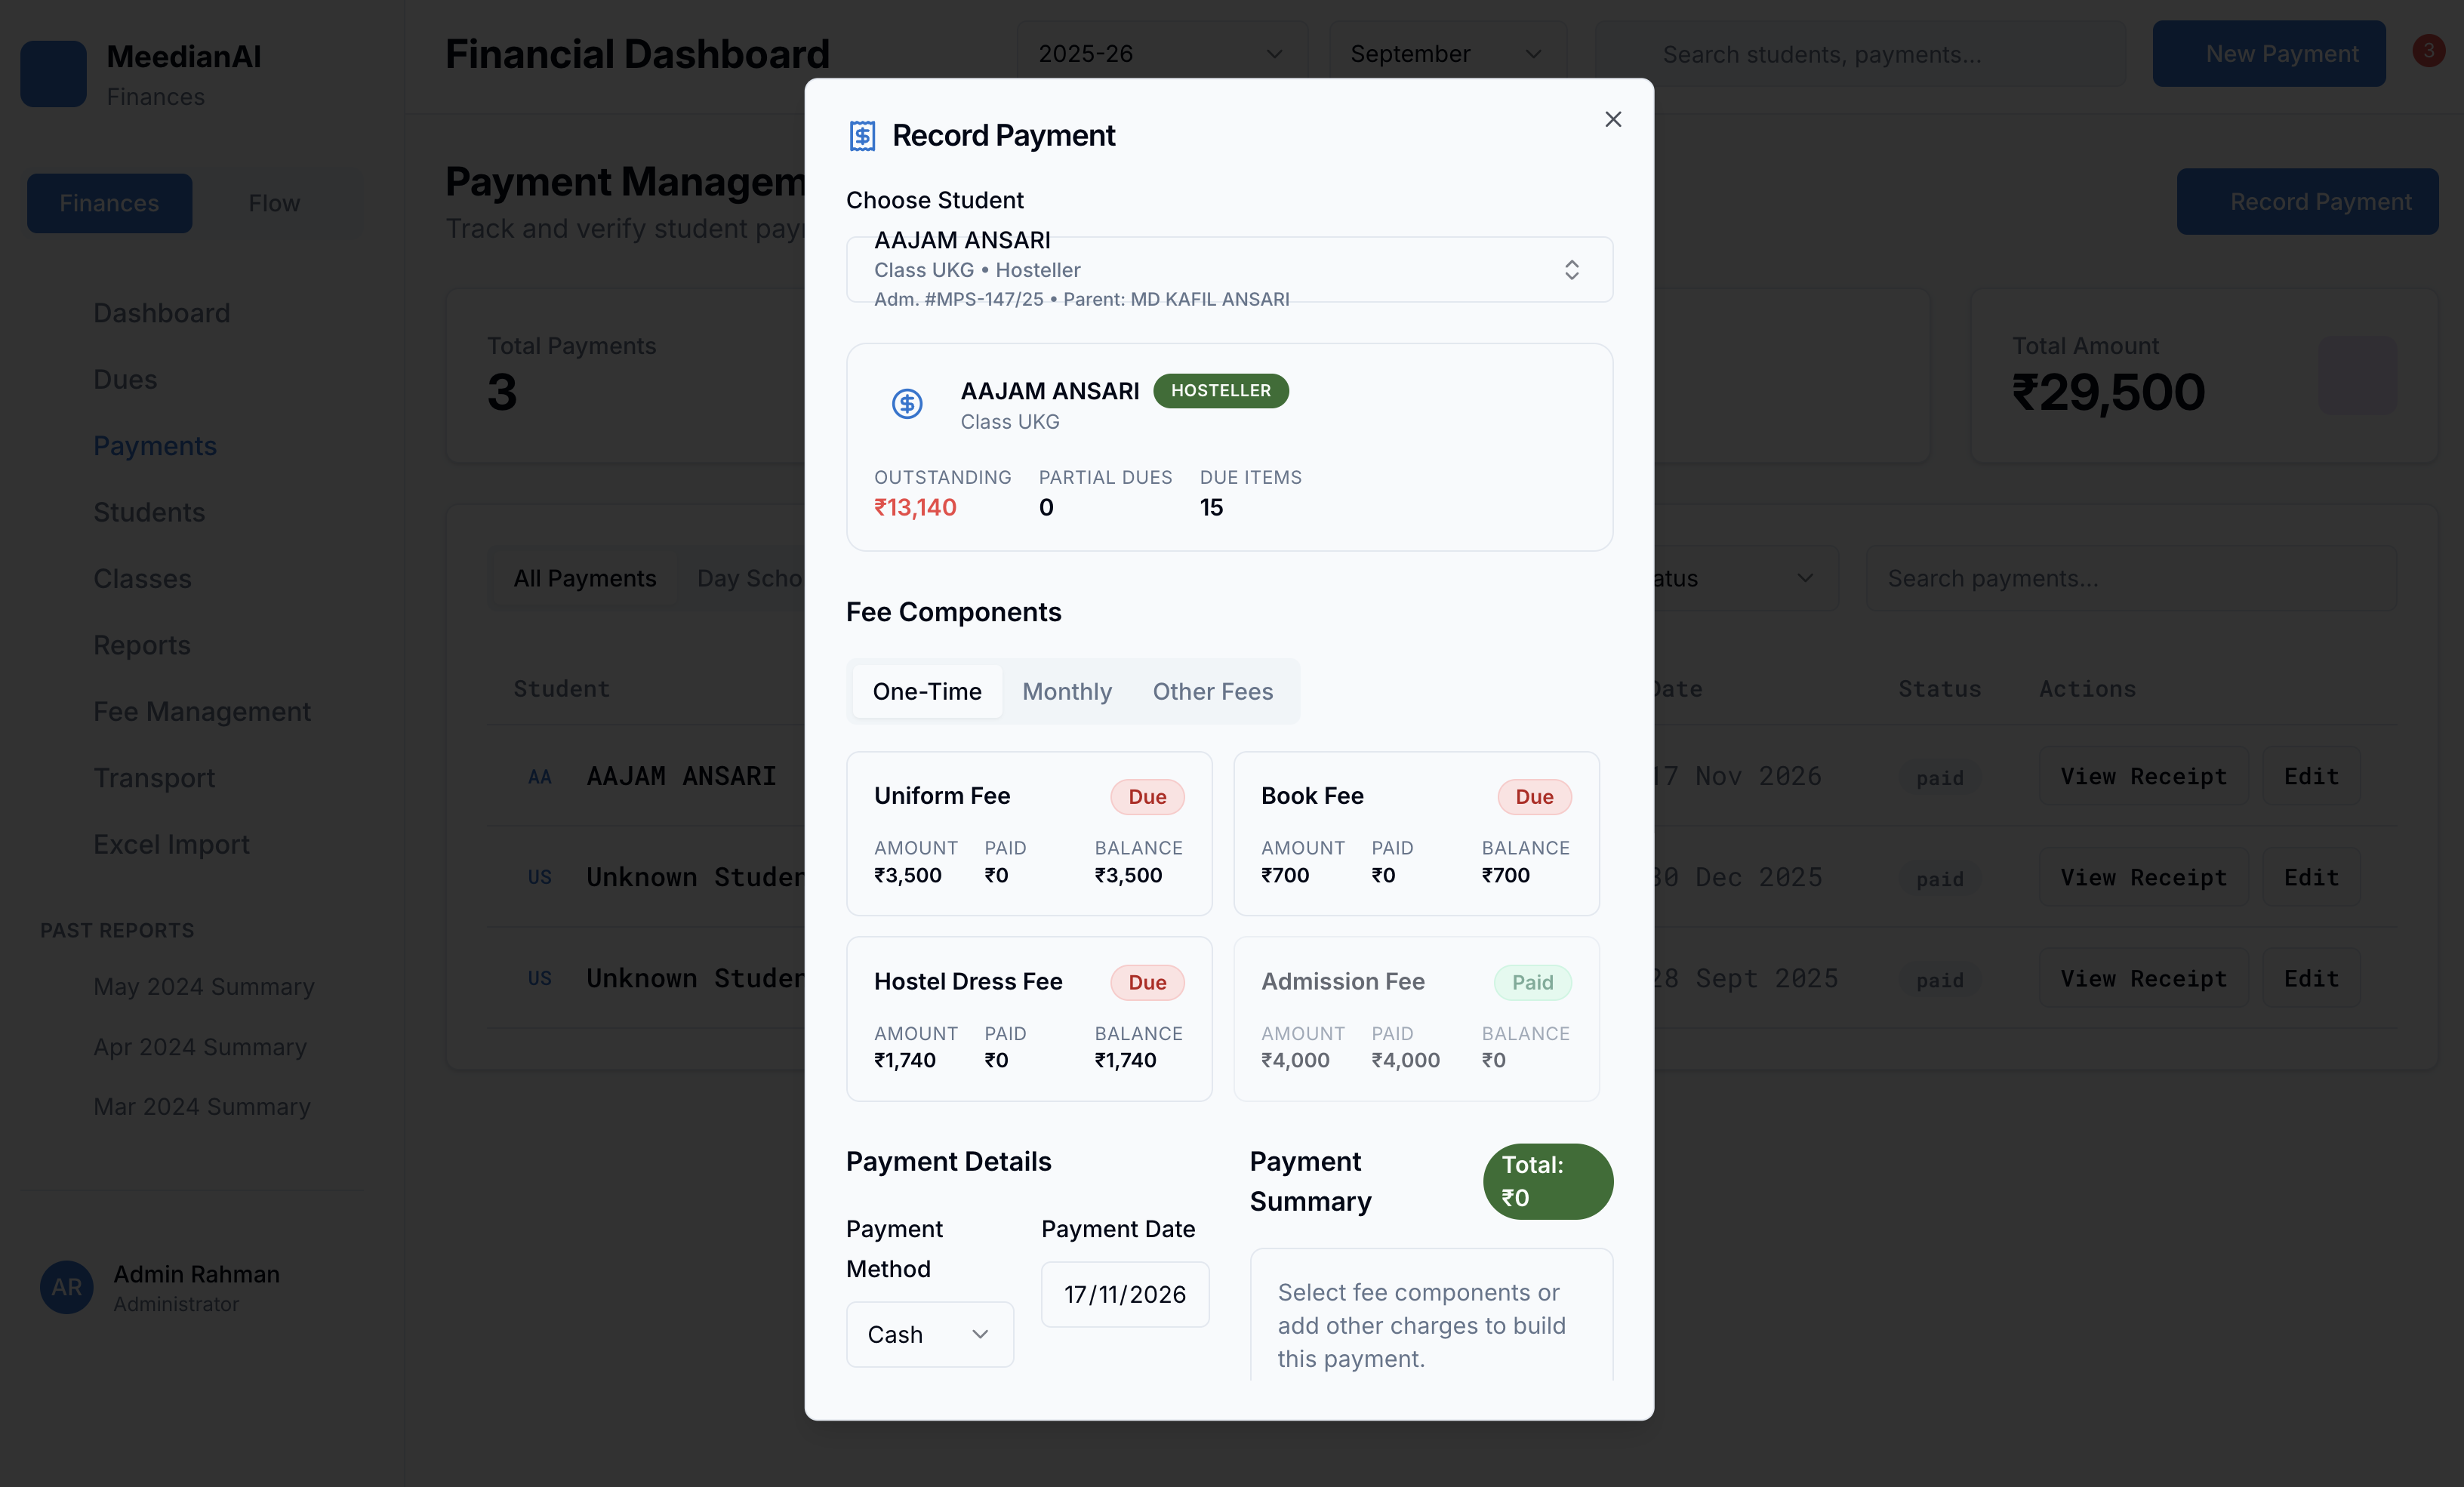 MeedianAI
Finances
Finances
Flow
Dashboard
Dues
Payments
Students
Classes
Reports
Fee Management
Transport
Excel Import
PAST REPORTS
May 2024 Summary
Apr 2024 Summary
Mar 2024 Summary
AR
Admin Rahman
Administrator
Financial Dashboard
2025-26
September
Search students, payments...
New Payment
3
Payment Managem
Track and verify student pay
Record Payment
Total Payments
3
Total Amount
₹29,500
All Payments
Day Scho
atus
Search payments...
Student
Date
Status
Actions
AA
AAJAM ANSARI
17 Nov 2026
paid
View Receipt
Edit
US
Unknown Studen
30 Dec 2025
paid
View Receipt
Edit
US
Unknown Studen
28 Sept 2025
paid
View Receipt
Edit
Record Payment
Choose Student
AAJAM ANSARI
Class UKG • Hosteller
Adm. #MPS-147/25 • Parent: MD KAFIL ANSARI
AAJAM ANSARI
HOSTELLER
Class UKG
OUTSTANDING
₹13,140
PARTIAL DUES
0
DUE ITEMS
15
Fee Components
One-Time
Monthly
Other Fees
Uniform Fee
Due
AMOUNT
₹3,500
PAID
₹0
BALANCE
₹3,500
Book Fee
Due
AMOUNT
₹700
PAID
₹0
BALANCE
₹700
Hostel Dress Fee
Due
AMOUNT
₹1,740
PAID
₹0
BALANCE
₹1,740
Admission Fee
Paid
AMOUNT
₹4,000
PAID
₹4,000
BALANCE
₹0
Payment Details
Payment
Method
Cash
Payment Date
17/11/2026
Payment
Summary
Total:
₹0
Select fee components or
add other charges to build
this payment.